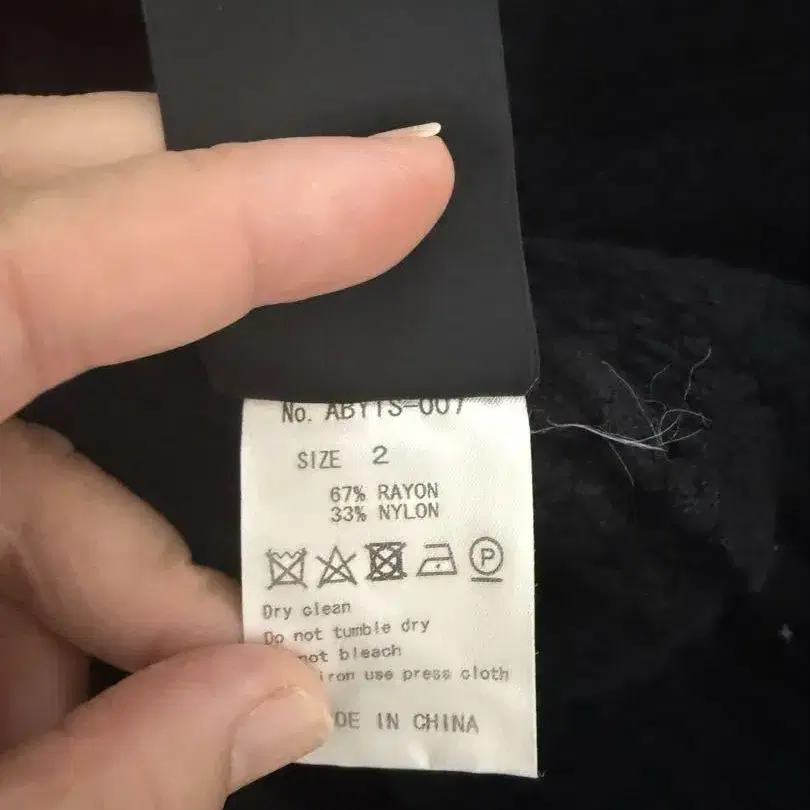 No. ABYTS-007
SIZE 2
67% RAYON
33% NYLON
P
Dry clean
Do not tumble dry
not bleach
iron use press cloth
DE IN CHINA